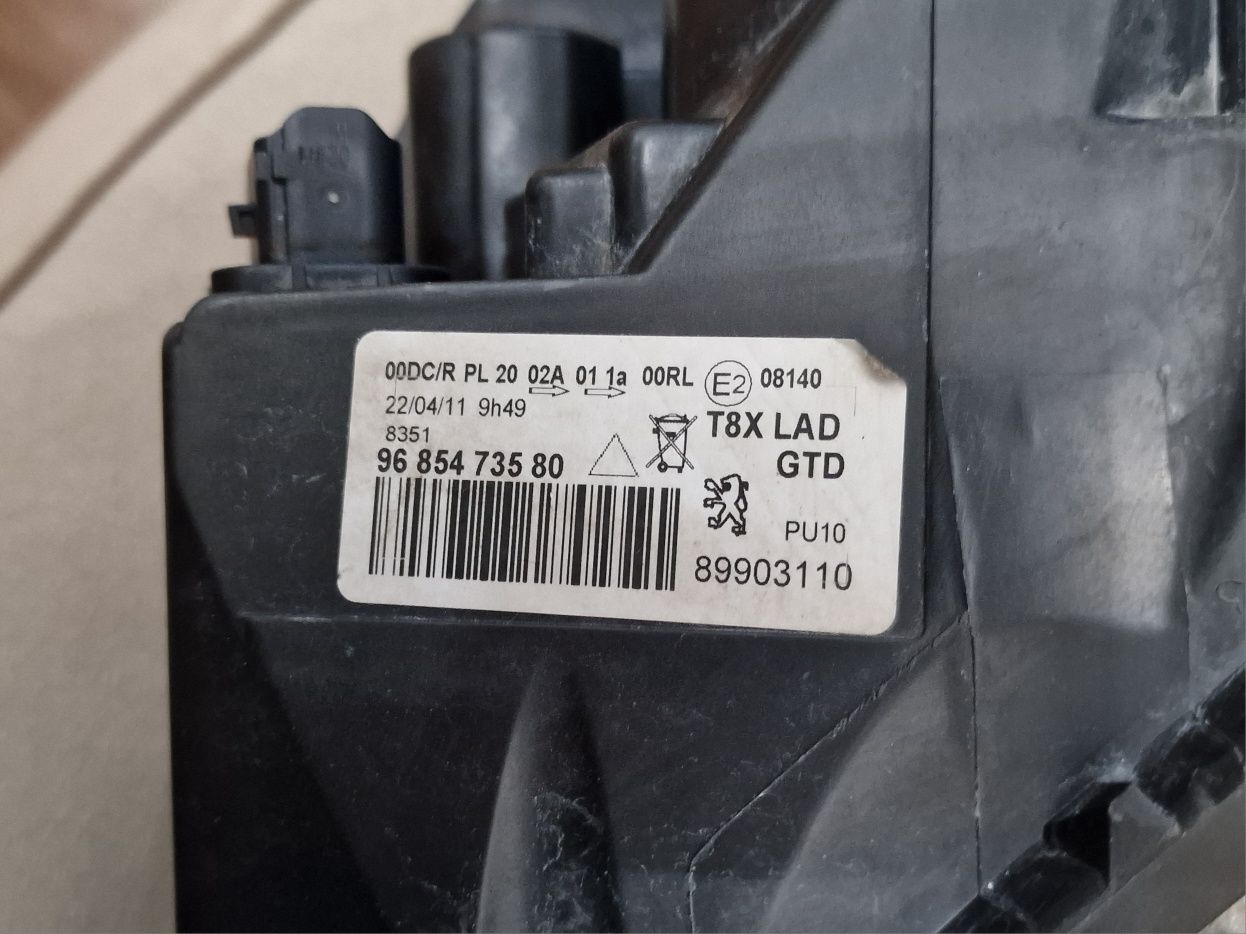 00DC/R PL 20 02A 01 1a 00RL E2 08140
22/04/11 9h49
8351
T8X LAD
96 854 735 80
GTD
PU10
89903110